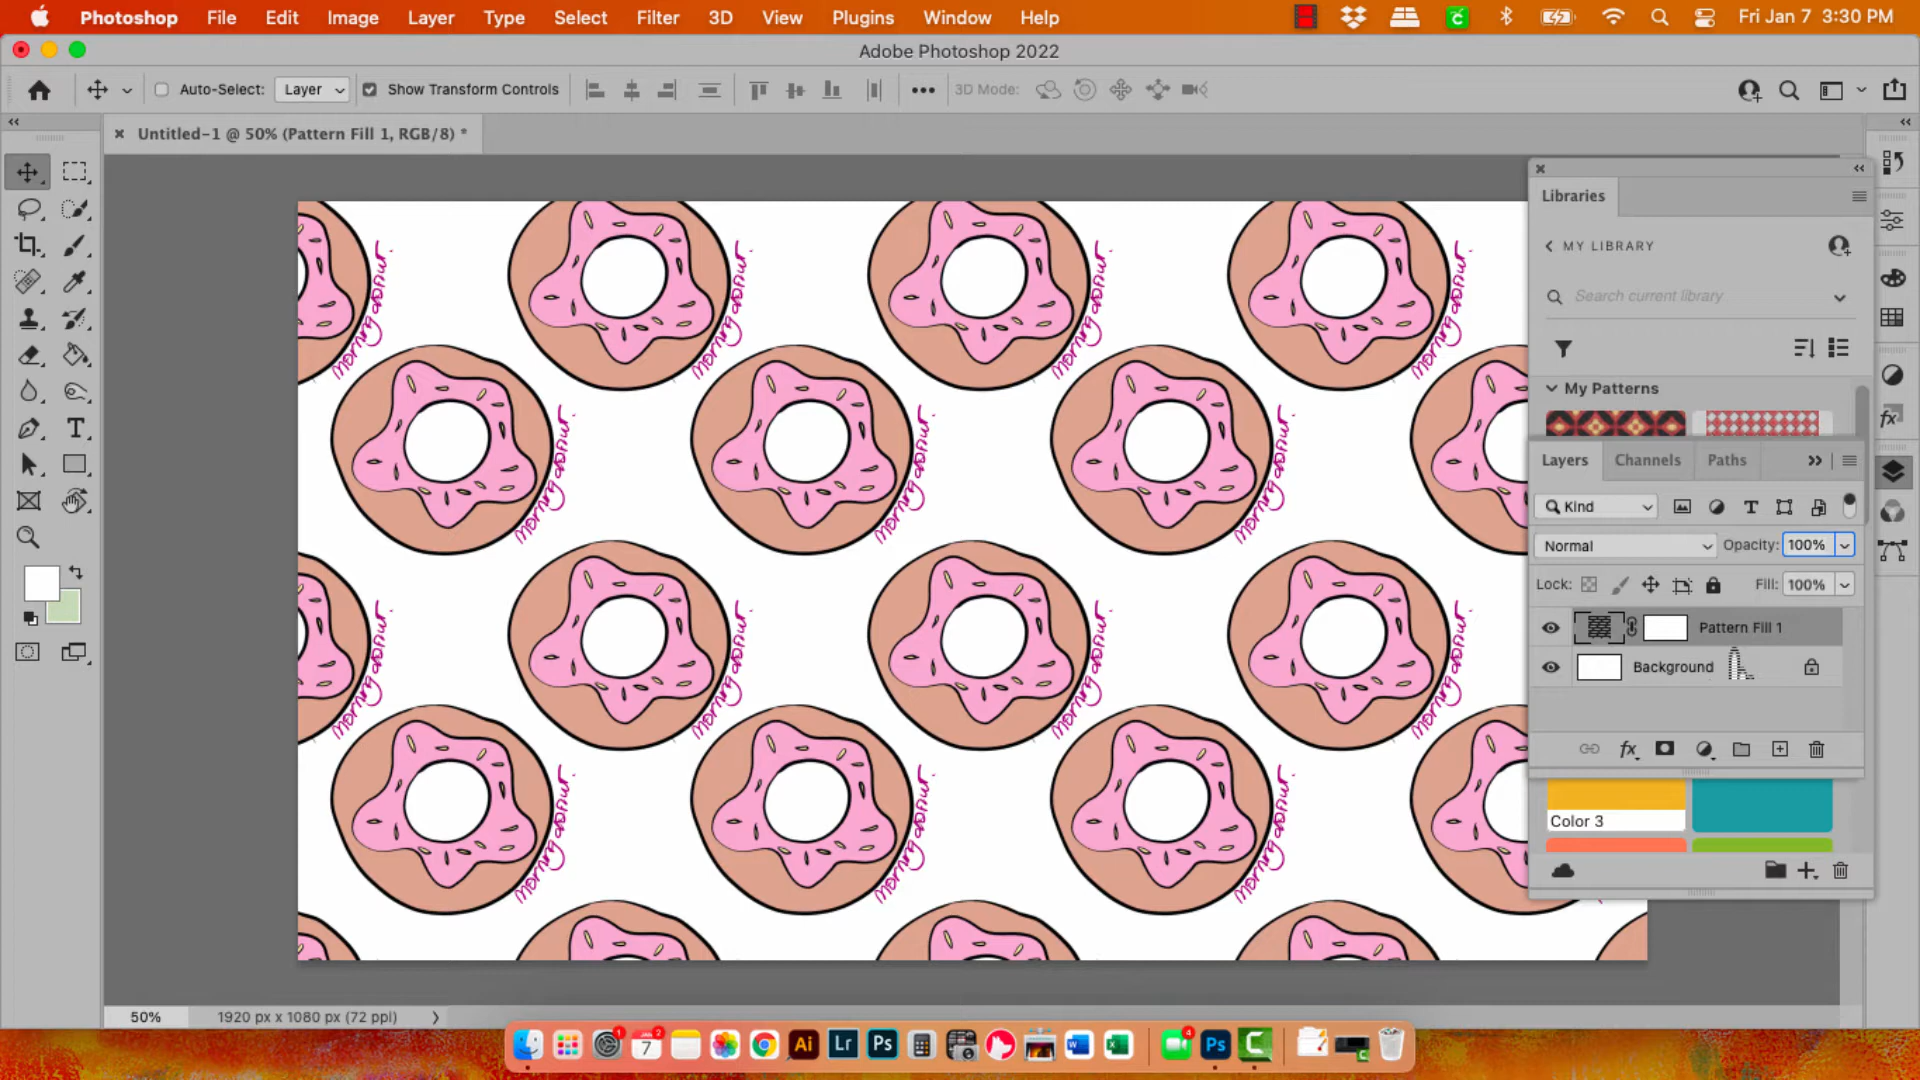 Photoshop File Edit Image Layer Type Select Filter 3D View Plugins Window Help Fri Jan 7 3:30 PM
Adobe Photoshop 2022
Auto-Select: Layer Show Transform Controls 3D Mode:
Untitled-1 @ 50% (Pattern Fill 1, RGB/8) *
Libraries
MY LIBRARY
Search current library
My Patterns
Layers Channels Paths
Kind
Normal Opacity: 100%
Lock: Fill: 100%
Pattern Fill 1
Background
Color 3
50% 1920 px x 1080 px (72 ppi)